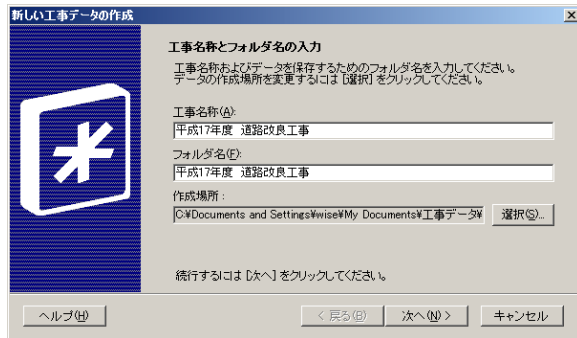 新しい工事データの作成
工事名称とフォルダ名の入力
工事名称およびデータを保存するためのフォルダ名を入力してください。
データの作成場所を変更するには [選択] をクリックしてください。
工事名称(A):
平成17年度 道路改良工事
フォルダ名(F):
平成17年度 道路改良工事
作成場所 :
C:¥Documents and Settings¥wise¥My Documents¥工事データ¥
選択(S)...
続行するには [次へ] をクリックしてください。
ヘルプ(H)
< 戻る(B)
次へ(N) >
キャンセル